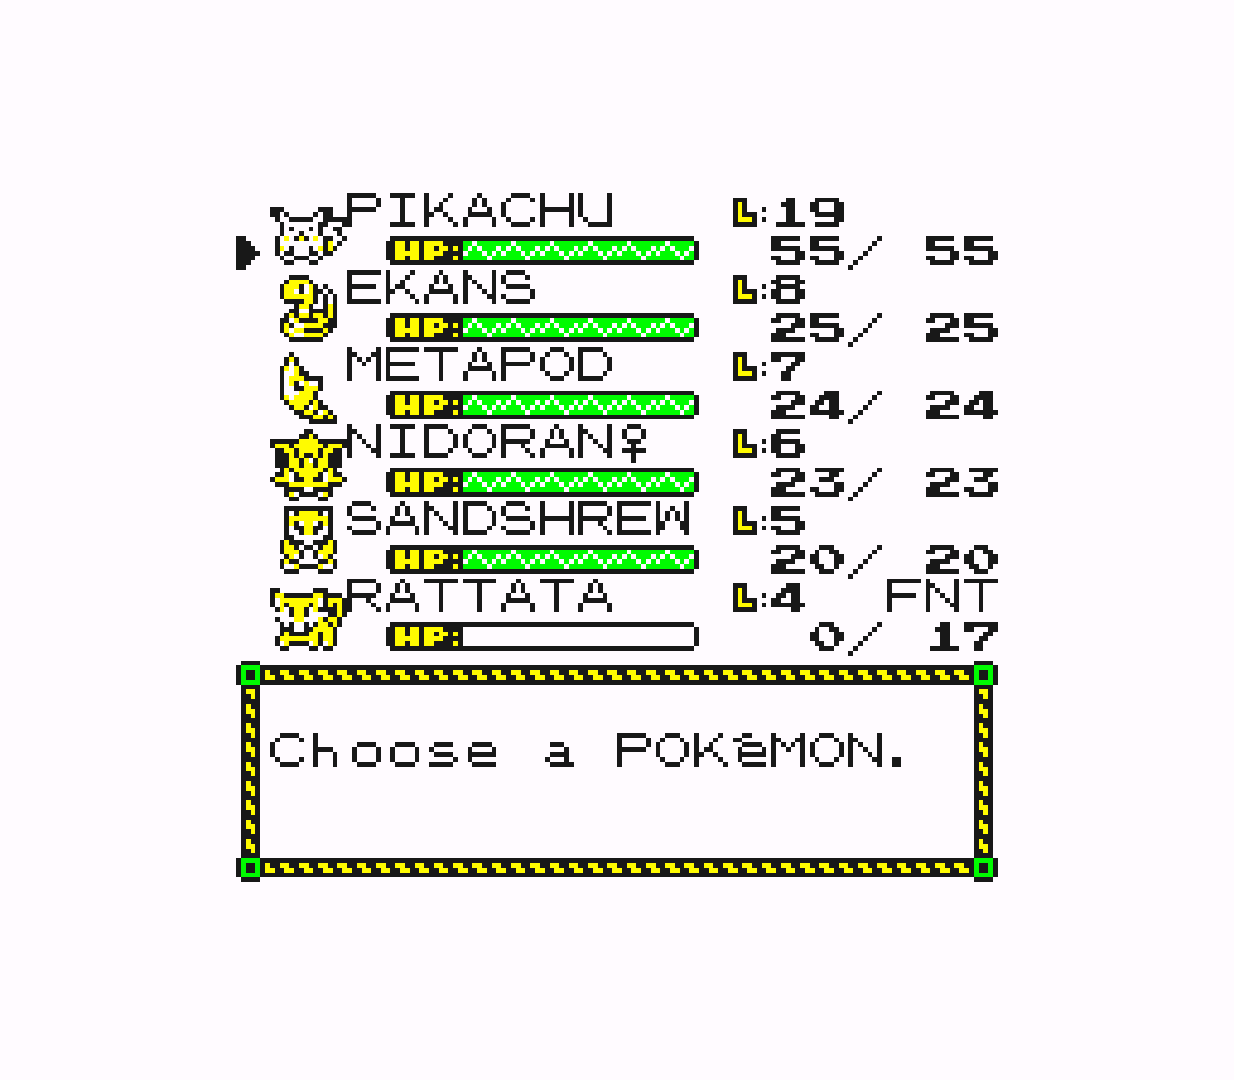 PIKACHU L:19
HP: 55/ 55
EKANS L:8
HP: 25/ 25
METAPOD L:7
HP: 24/ 24
NIDORAN♀ L:6
HP: 23/ 23
SANDSHREW L:5
HP: 20/ 20
RATTATA L:4 FNT
HP: 0/ 17
Choose a POKéMON.